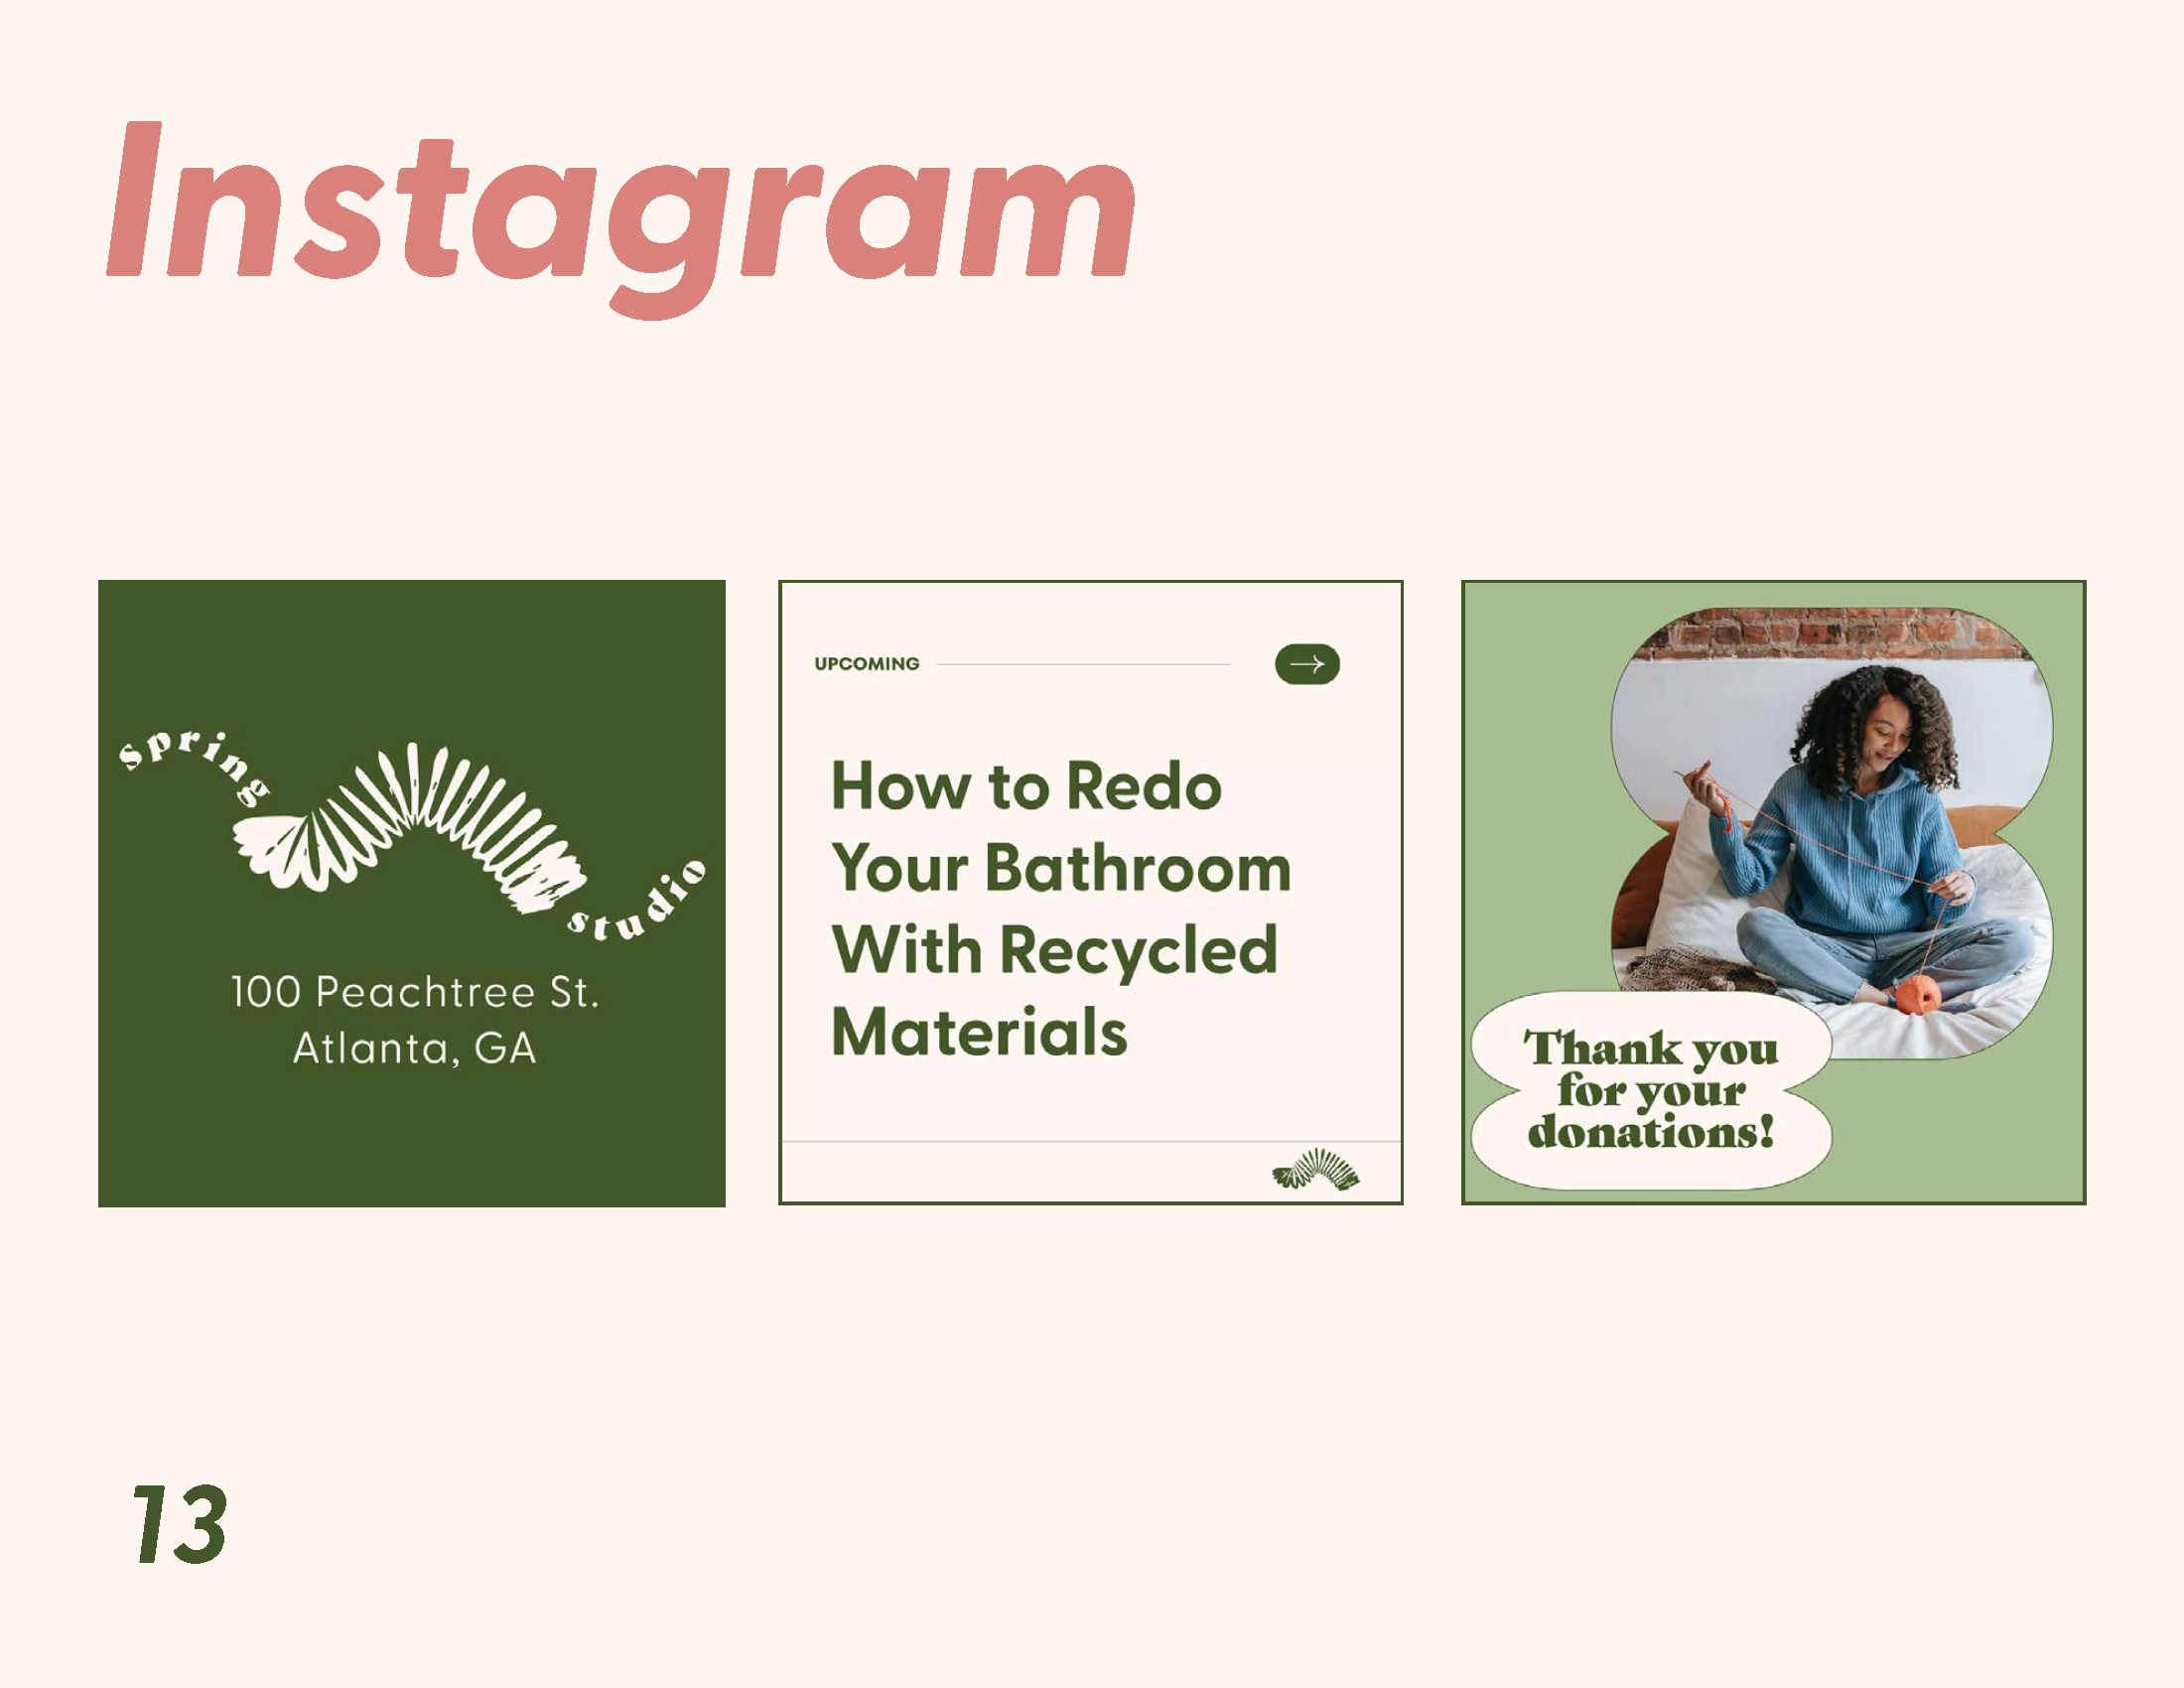 Instagram
spring
studio
100 Peachtree St.
Atlanta, GA
UPCOMING
How to Redo
Your Bathroom
With Recycled
Materials
Thank you
for your
donations!
13